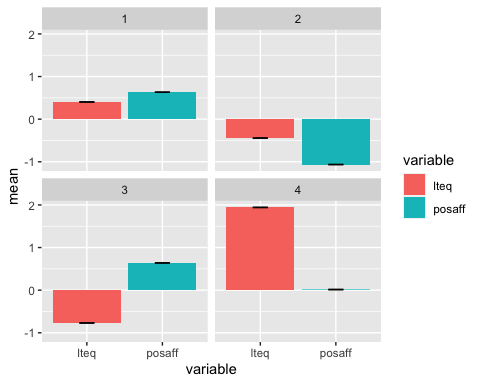 1
2
2
1
0
-1
mean
variable
lteq
posaff
3
4
2
1
0
-1
lteq
posaff
lteq
posaff
variable